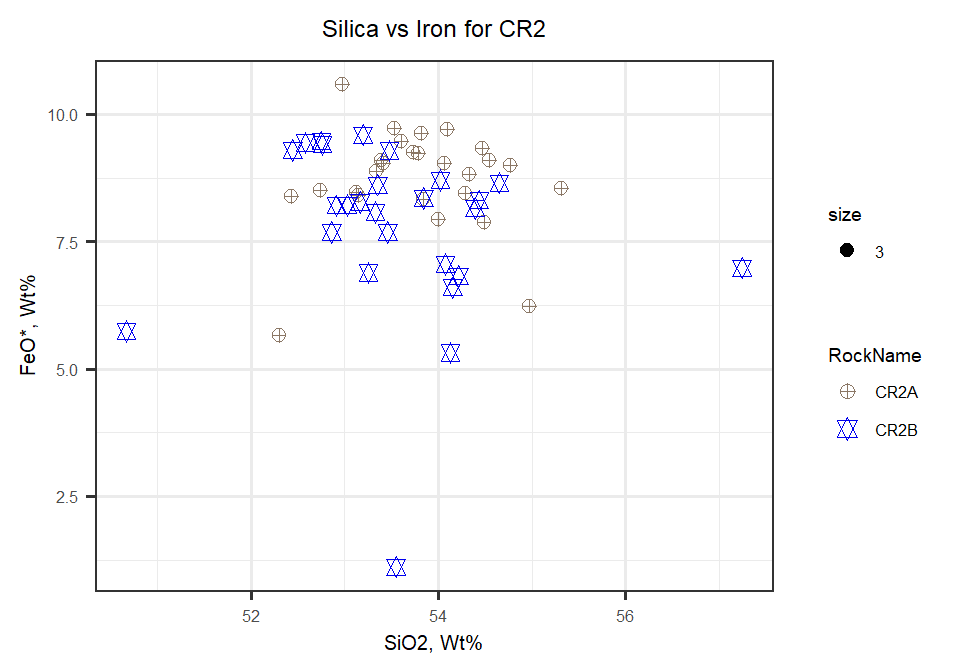 Silica vs Iron for CR2
10.0
7.5
5.0
2.5
FeO*, Wt%
52
54
56
SiO2, Wt%
size
3
RockName
CR2A
CR2B